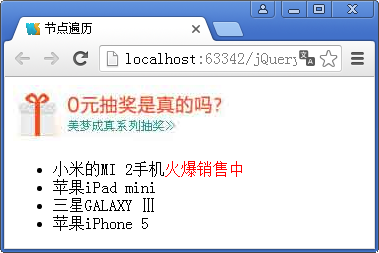 节点遍历
localhost:63342/jQuery
0元抽奖是真的吗?
美梦成真系列抽奖>>
小米的MI 2手机火爆销售中
苹果iPad mini
三星GALAXY Ⅲ
苹果iPhone 5